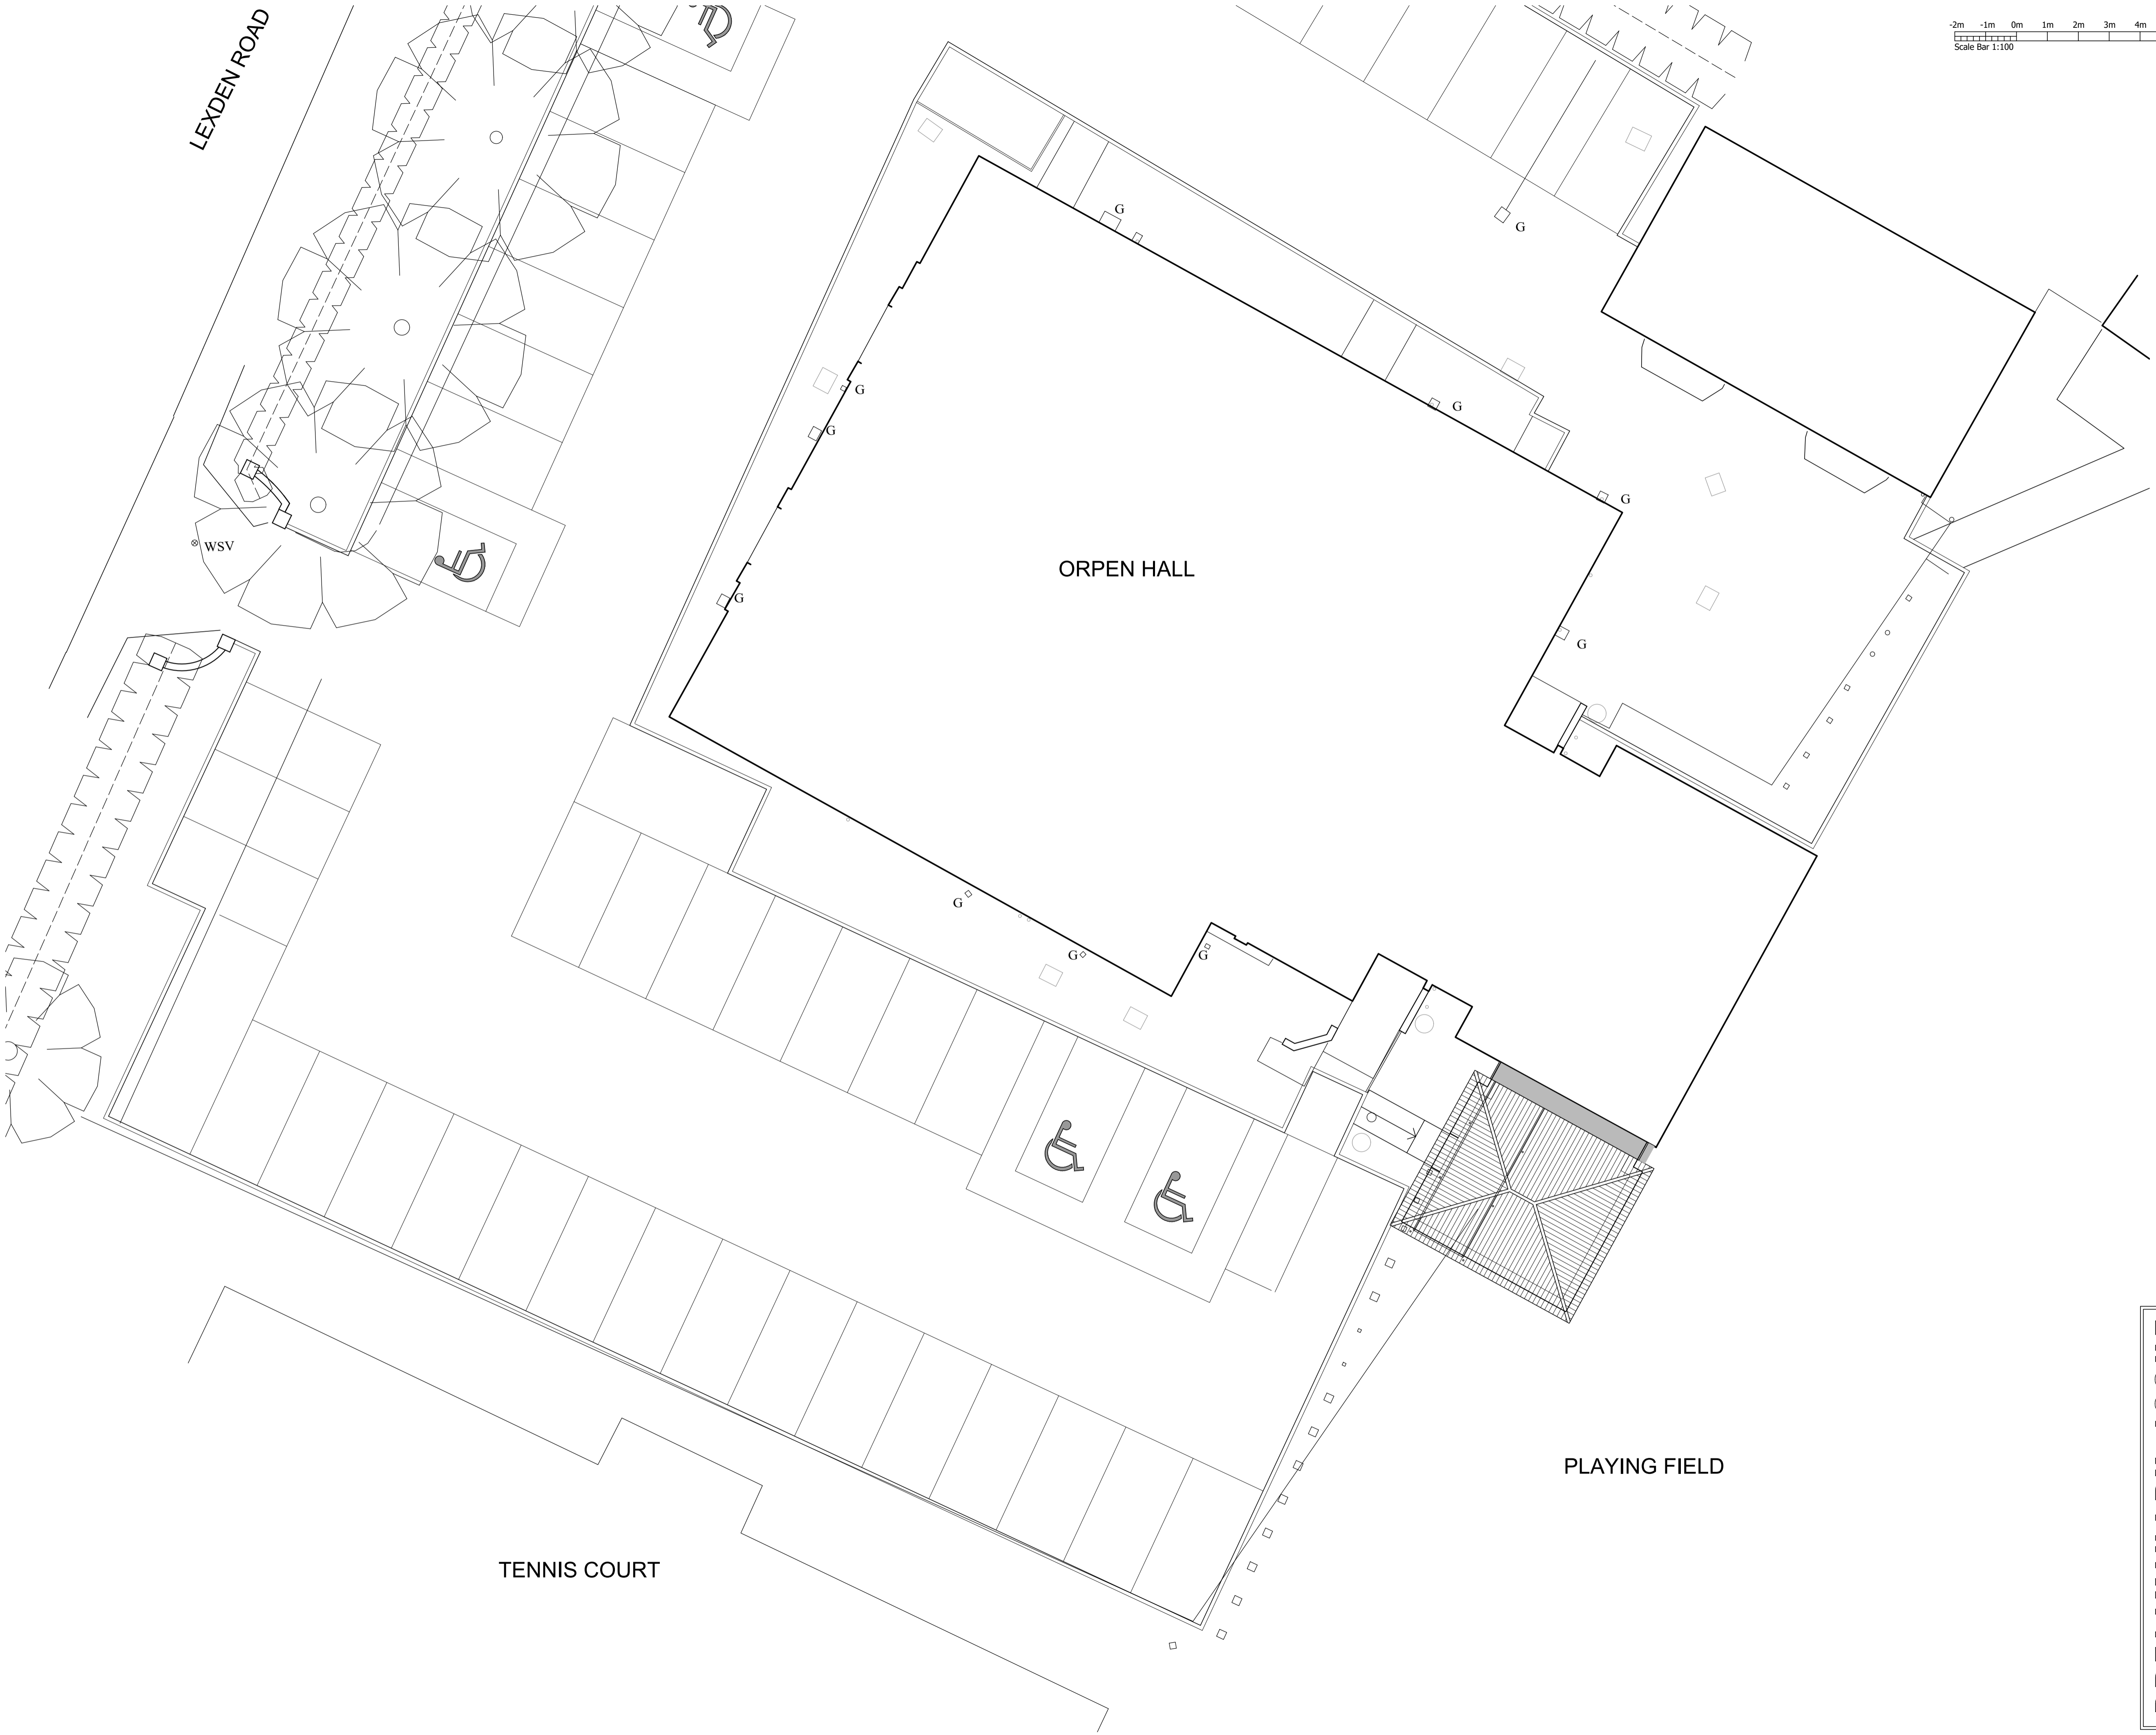 LEXDEN ROAD
-2m -1m 0m 1m 2m 3m 4m
Scale Bar 1:100
G
G
G
G
G
G
ORPEN HALL
G
WSV
G
G
G
G
G
PLAYING FIELD
TENNIS COURT